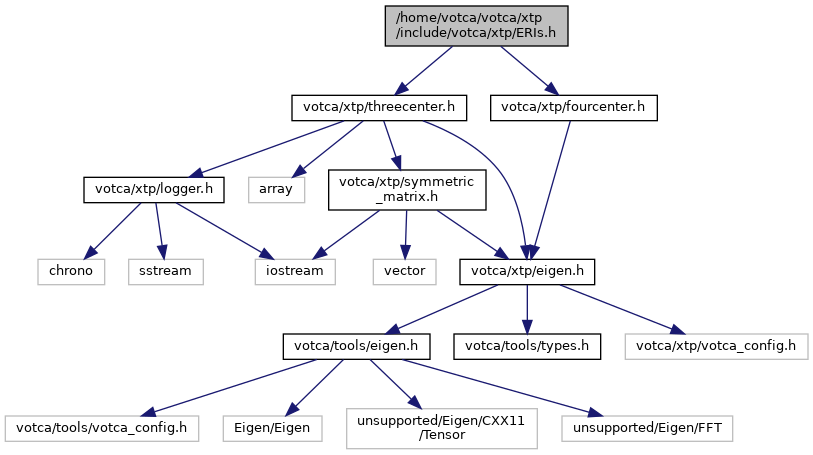 /home/votca/votca/xtp
/include/votca/xtp/ERIs.h
votca/xtp/threecenter.h
votca/xtp/fourcenter.h
votca/xtp/logger.h
array
votca/xtp/symmetric
_matrix.h
chrono
sstream
iostream
vector
votca/xtp/eigen.h
votca/tools/eigen.h
votca/tools/types.h
votca/xtp/votca_config.h
votca/tools/votca_config.h
Eigen/Eigen
unsupported/Eigen/CXX11
/Tensor
unsupported/Eigen/FFT